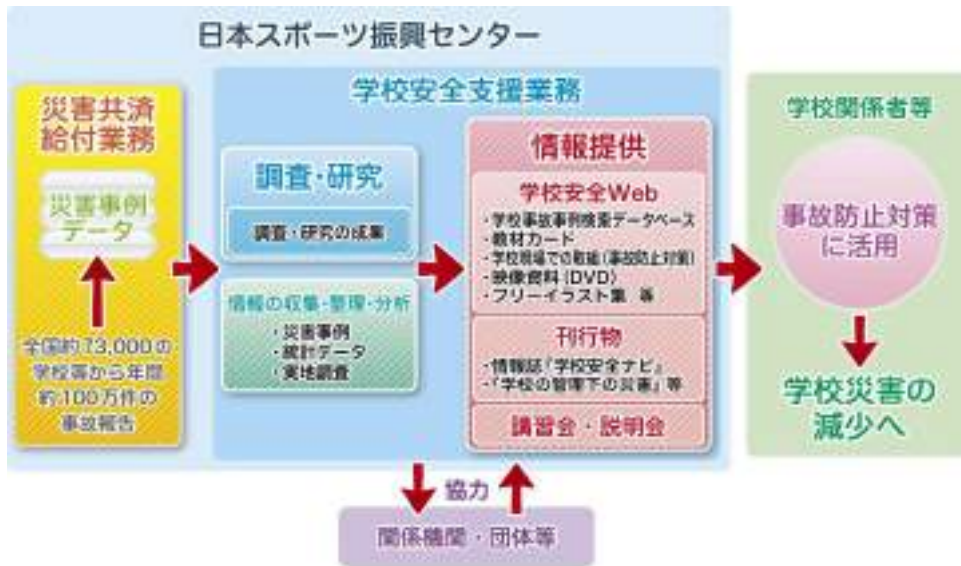 日本スポーツ振興センター
災害共済
給付業務
災害事例
データ
全国約73,000の
学校等から年間
約100万件の
事故報告
学校安全支援業務
調査・研究
調査・研究の成果
情報の収集・整理・分析
・災害事例
・統計データ
・実地調査
情報提供
学校安全Web
・学校事故事例検索データベース
・教材カード
・学校現場での取組(事故防止対策)
・映像資料(DVD)
・フリーイラスト集 等
刊行物
・情報誌『学校安全ナビ』
・『学校の管理下の災害』等
講習会・説明会
学校関係者等
事故防止対策
に活用
学校災害の
減少へ
協力
関係機関・団体等